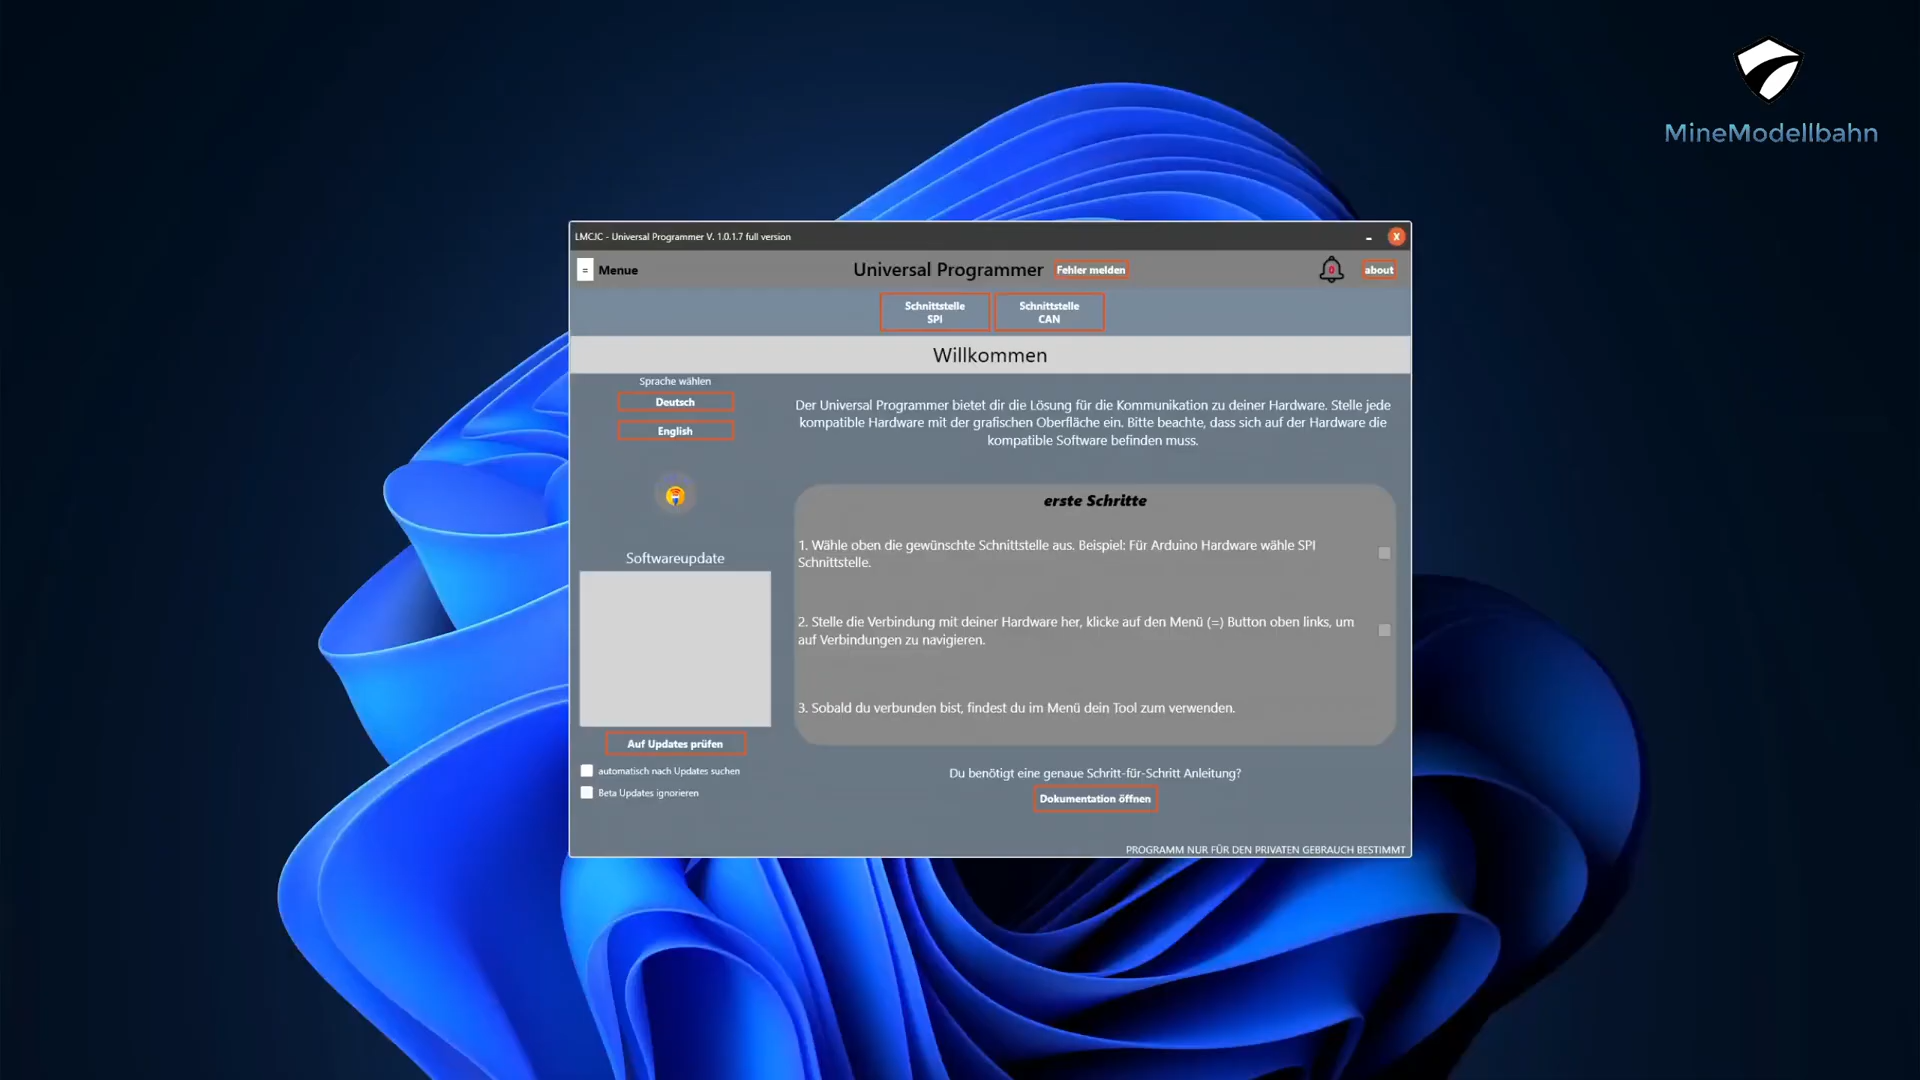 MineModellbahn
LMCJC - Universal Programmer V. 1.0.1.7 full version
= Menue
Universal Programmer
Fehler melden
0
about
Schnittstelle
SPI
Schnittstelle
CAN
Willkommen
Sprache wählen
Deutsch
English
Der Universal Programmer bietet dir die Lösung für die Kommunikation zu deiner Hardware. Stelle jede
kompatible Hardware mit der grafischen Oberfläche ein. Bitte beachte, dass sich auf der Hardware die
kompatible Software befinden muss.
erste Schritte
1. Wähle oben die gewünschte Schnittstelle aus. Beispiel: Für Arduino Hardware wähle SPI
Schnittstelle.
2. Stelle die Verbindung mit deiner Hardware her, klicke auf den Menü (=) Button oben links, um
auf Verbindungen zu navigieren.
3. Sobald du verbunden bist, findest du im Menü dein Tool zum verwenden.
Softwareupdate
Auf Updates prüfen
automatisch nach Updates suchen
Beta Updates ignorieren
Du benötigt eine genaue Schritt-für-Schritt Anleitung?
Dokumentation öffnen
PROGRAMM NUR FÜR DEN PRIVATEN GEBRAUCH BESTIMMT